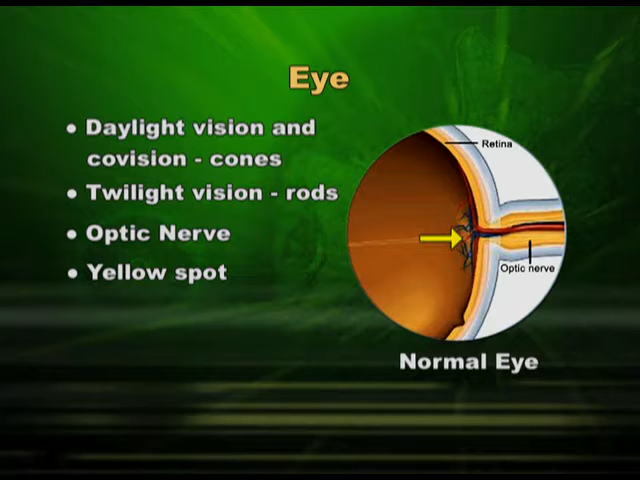 Eye
● Daylight vision and
covision - cones
● Twilight vision - rods
● Optic Nerve
● Yellow spot
Retina
Optic nerve
Normal Eye